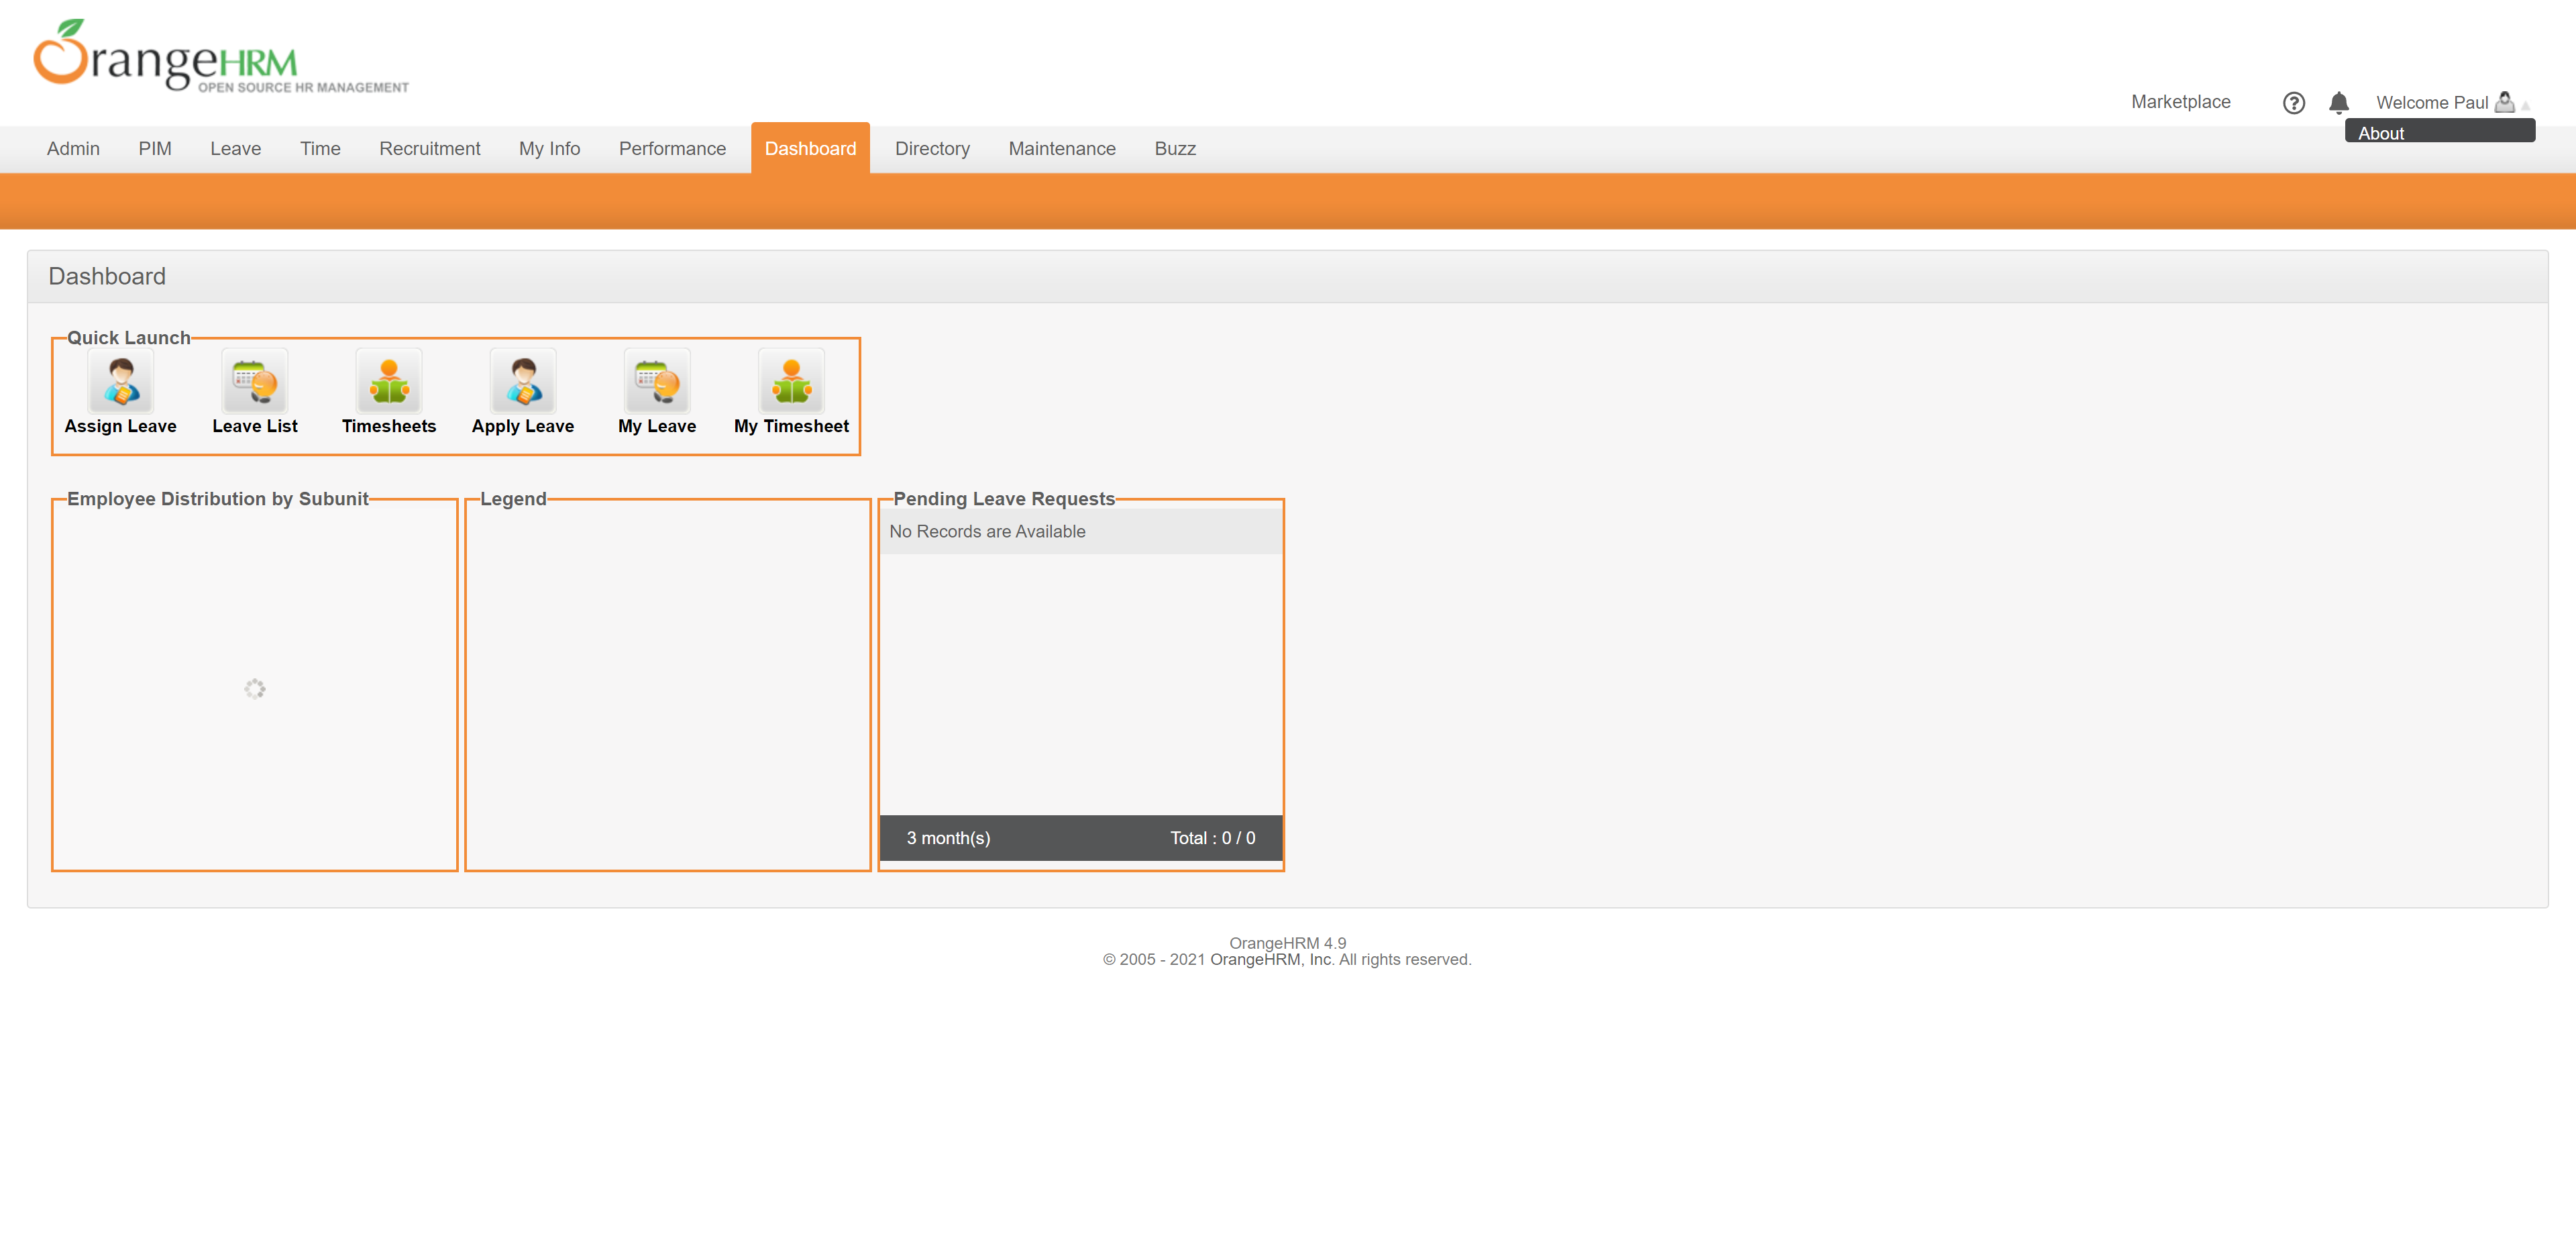 OrangeHRM
OPEN SOURCE HR MANAGEMENT
Marketplace
Welcome Paul
About
Admin PIM Leave Time Recruitment My Info Performance Dashboard Directory Maintenance Buzz
Dashboard
Quick Launch
Assign Leave Leave List Timesheets Apply Leave My Leave My Timesheet
Employee Distribution by Subunit
Legend
Pending Leave Requests
No Records are Available
3 month(s) Total : 0 / 0
OrangeHRM 4.9
© 2005 - 2021 OrangeHRM, Inc. All rights reserved.